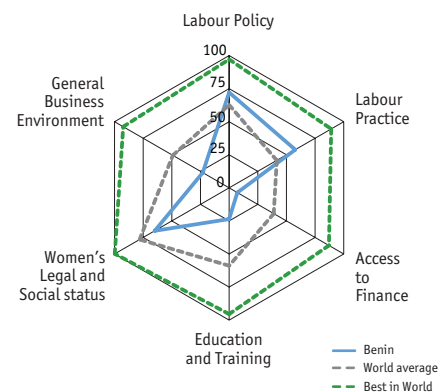 Labour Policy
100
75
50
25
0
General
Business
Environment
Labour
Practice
Women's
Legal and
Social status
Access
to
Finance
Education
and Training
Benin
World average
Best in World